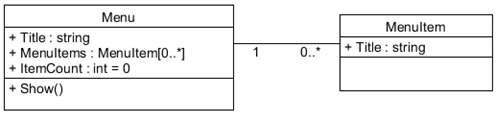 Menu
+ Title : string
+ MenuItems : MenuItem[0..*]
+ ItemCount : int = 0
+ Show()
1
0..*
MenuItem
+ Title : string